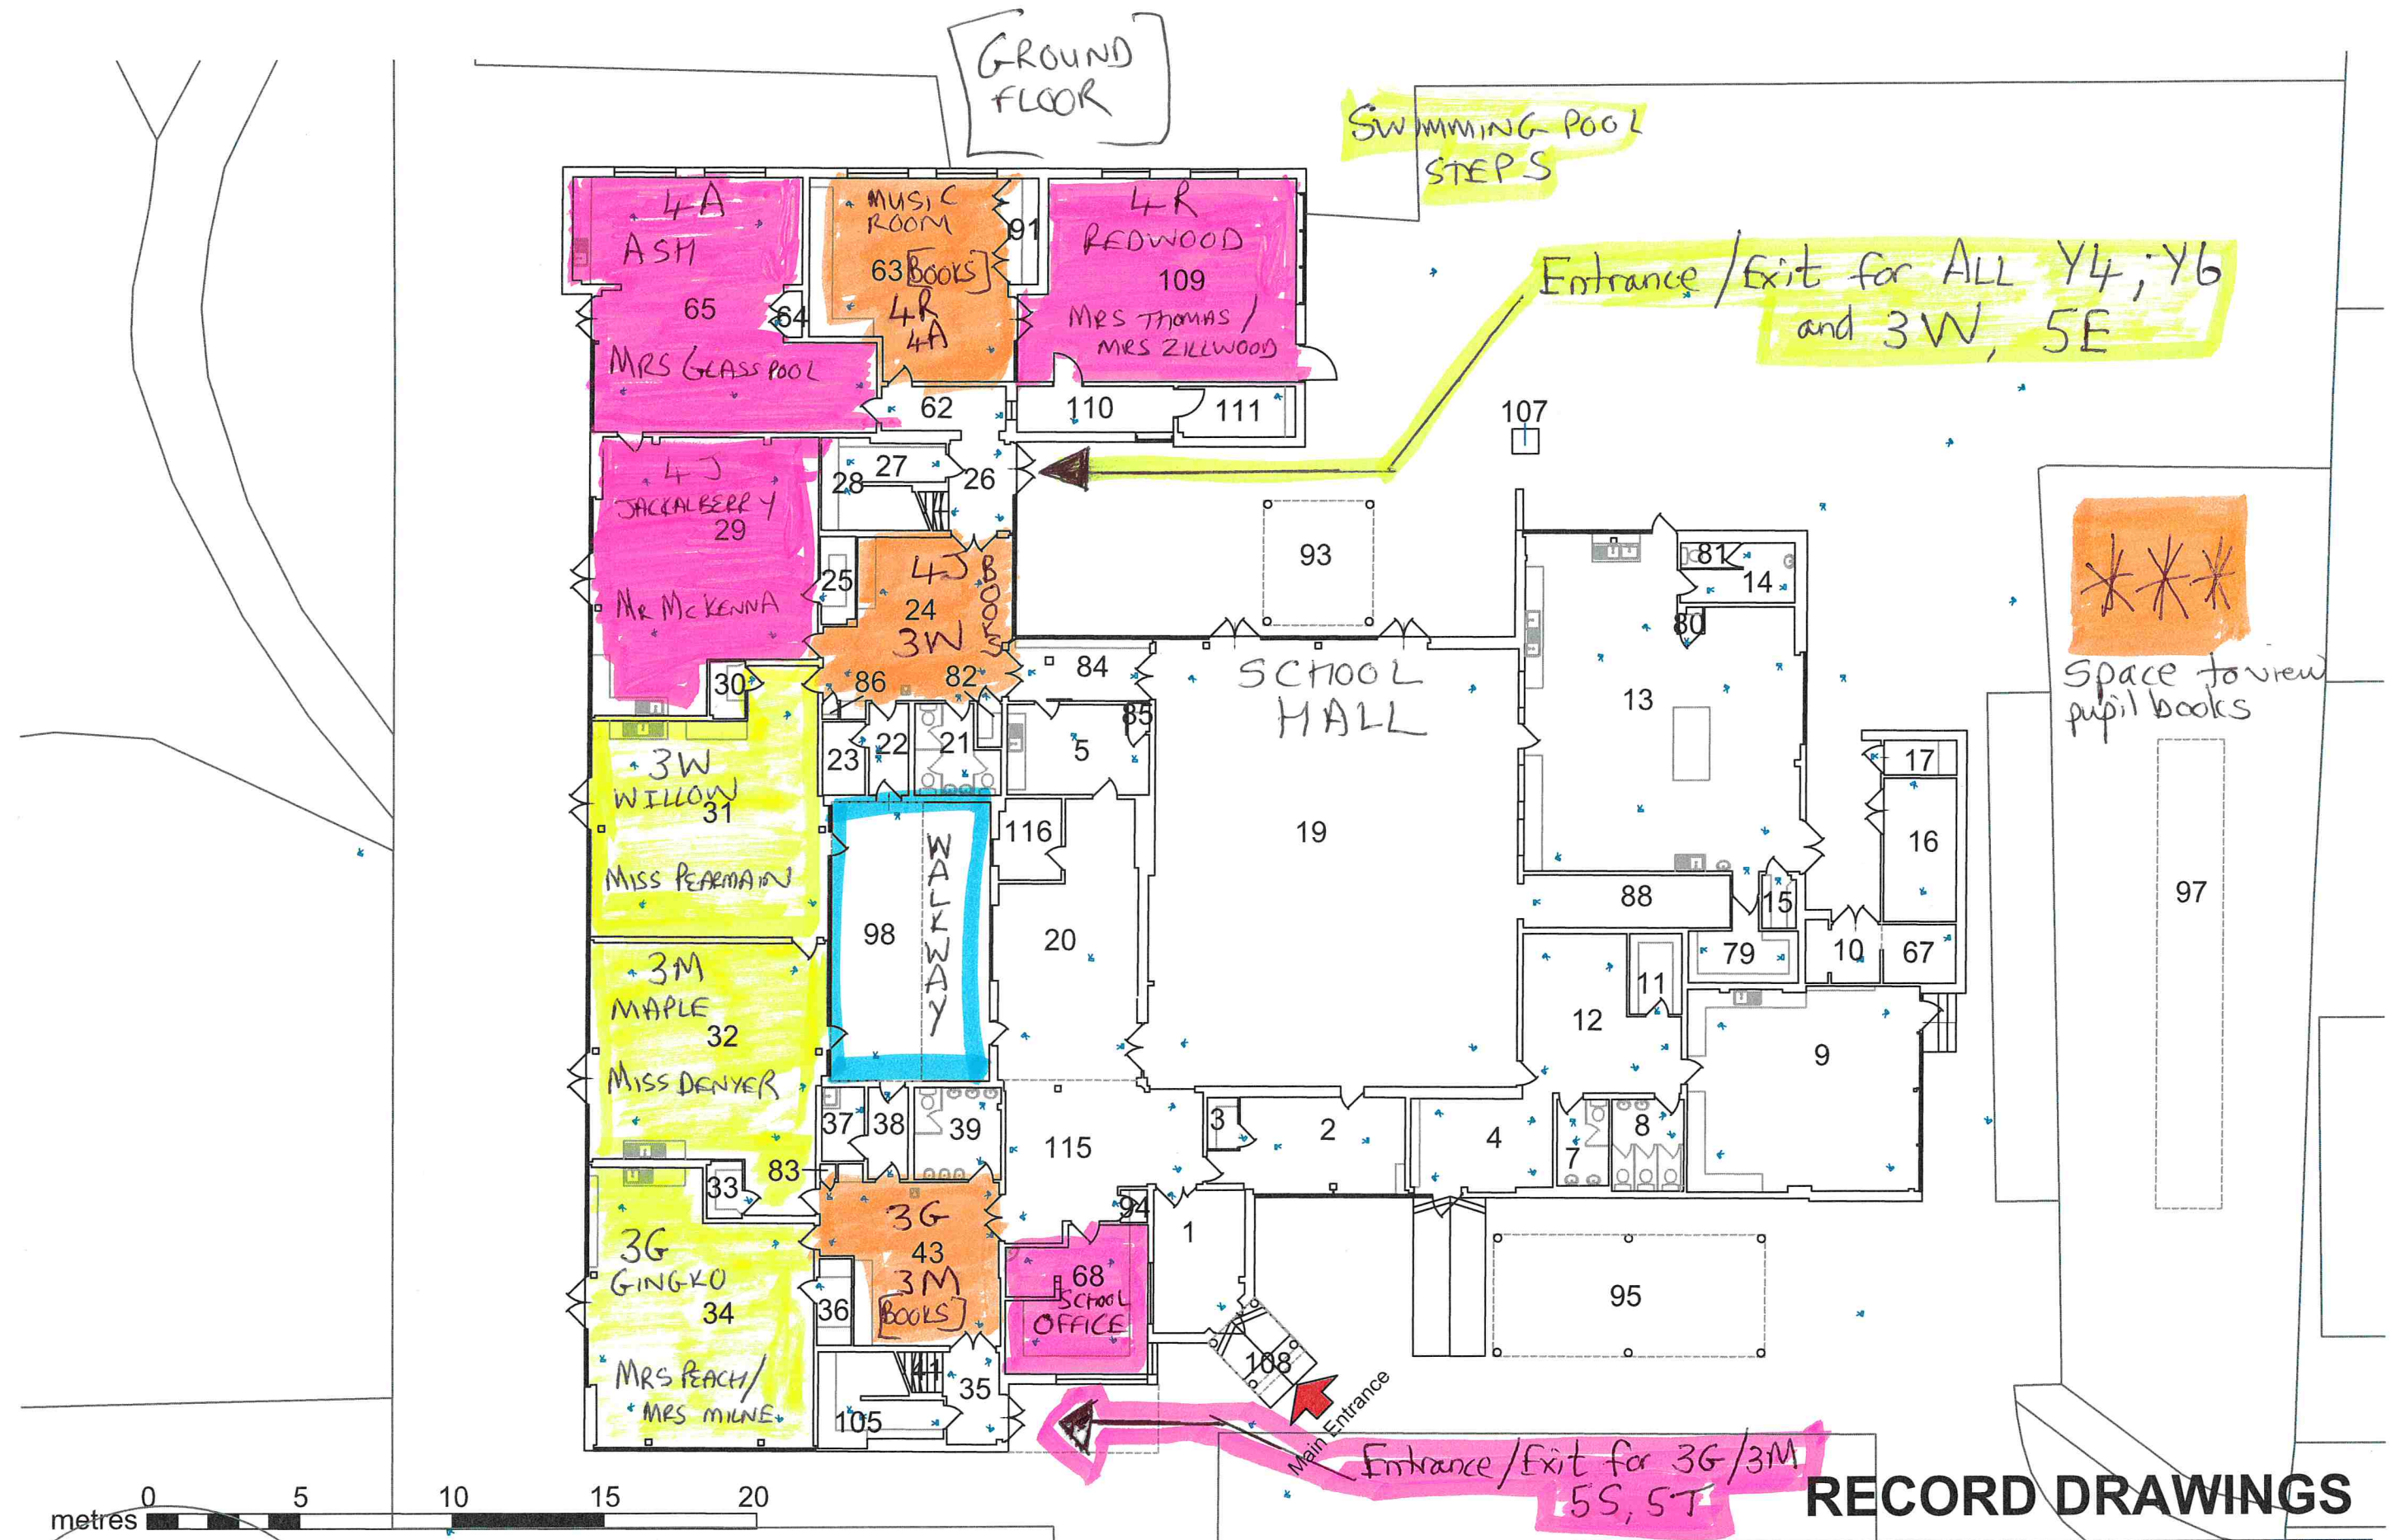 GROUND
FLOOR
SWIMMING POOL
STEPS
Entrance/Exit for ALL Y4; Y6
and 3W, 5E
4A
ASH
65
64
MRS GLASSPOOL
MUSIC
ROOM
63 [BOOKS]
4R
4A
91
4R
REDWOOD
109
MRS THOMAS/
MRS ZILLWOOD
62
110
111
107
4J
JACKALBERRY
29
MR MCKENNA
27
28
26
25
4J
24
3W
BOOKS
86
82
84
93
81
14
80
13
space to view
pupil books
30
3W
WILLOW
31
MISS PEARMAIN
23
22
21
5
85
SCHOOL
HALL
19
116
20
98
WALKWAY
17
16
88
15
79
10
67
97
3M
MAPLE
32
MISS DENYER
83
33
11
12
9
37
38
39
115
3
2
4
7
8
3G
GINGKO
34
MRS PEACH/
MRS MILNE
3G
43
3M
[BOOKS]
36
94
1
68
SCHOOL
OFFICE
95
108
Main Entrance
41
35
105
Entrance/Exit for 3G/3M
5S, 5T
RECORD DRAWINGS
metres 0 5 10 15 20